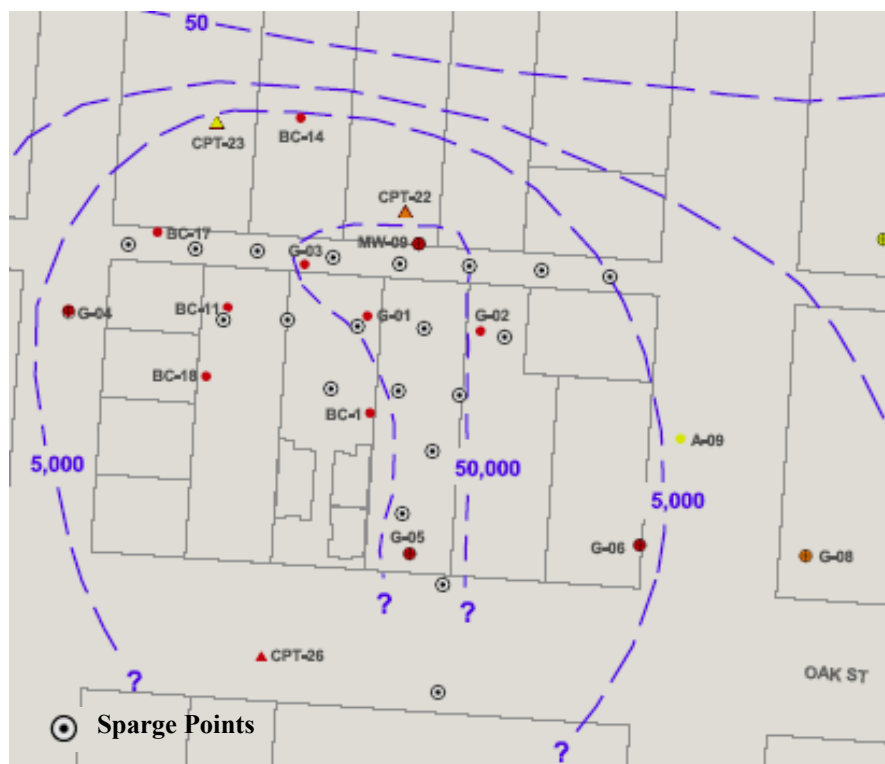 50
CPT-23
BC-14
CPT-22
BC-17
MW-09
G-03
G-04
BC-11
G-01
G-02
BC-18
BC-1
A-09
5,000
50,000
5,000
G-05
G-06
G-08
?
?
CPT-26
?
OAK ST
Sparge Points
?